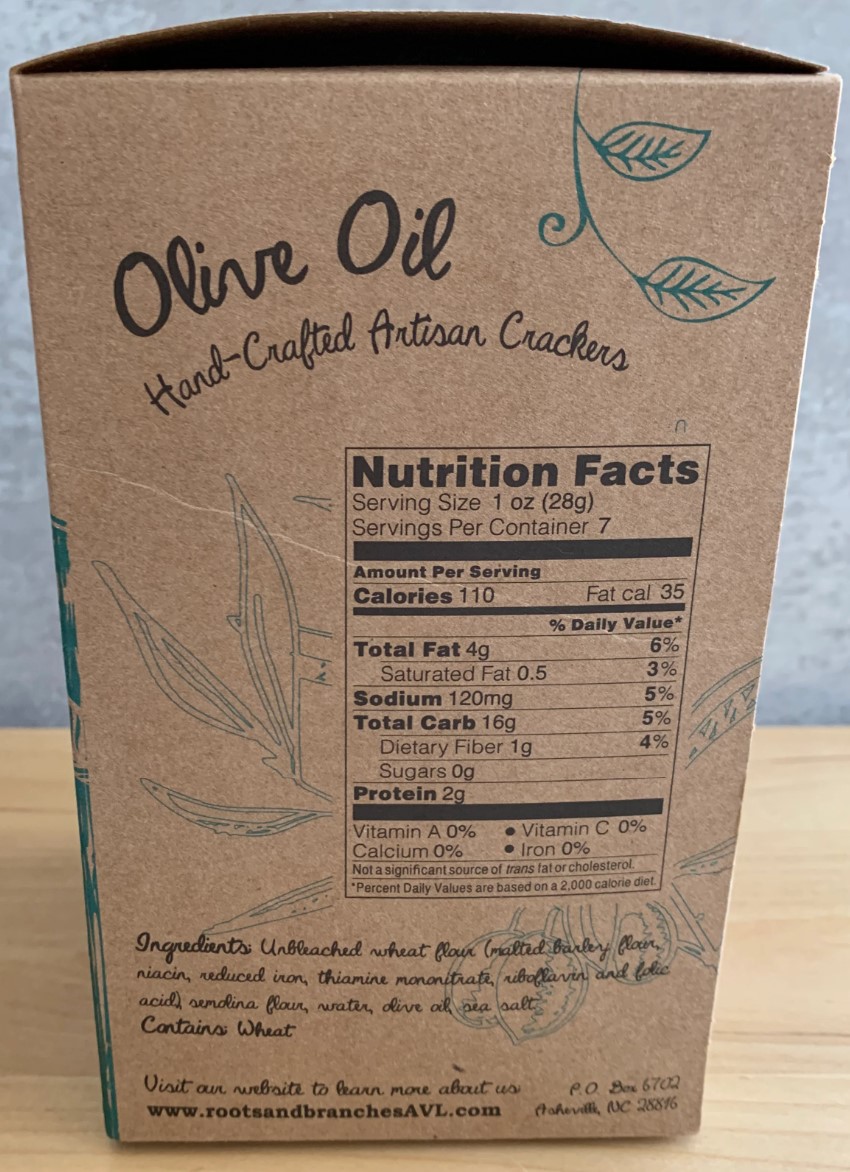 Olive Oil
Hand-Crafted Artisan Crackers
Nutrition Facts
Serving Size 1 oz (28g)
Servings Per Container 7
Amount Per Serving
Calories 110 Fat cal 35
% Daily Value*
Total Fat 4g 6%
Saturated Fat 0.5 3%
Sodium 120mg 5%
Total Carb 16g 5%
Dietary Fiber 1g 4%
Sugars 0g
Protein 2g
Vitamin A 0% • Vitamin C 0%
Calcium 0% • Iron 0%
Not a significant source of trans fat or cholesterol.
*Percent Daily Values are based on a 2,000 calorie diet.
Ingredients: Unbleached wheat flour (malted barley flour,
niacin, reduced iron, thiamine mononitrate, riboflavin and folic
acid), semolina flour, water, olive oil, sea salt
Contains: Wheat
Visit our website to learn more about us:
www.rootsandbranchesAVL.com
P.O. Box 6702
Asheville, NC 28816